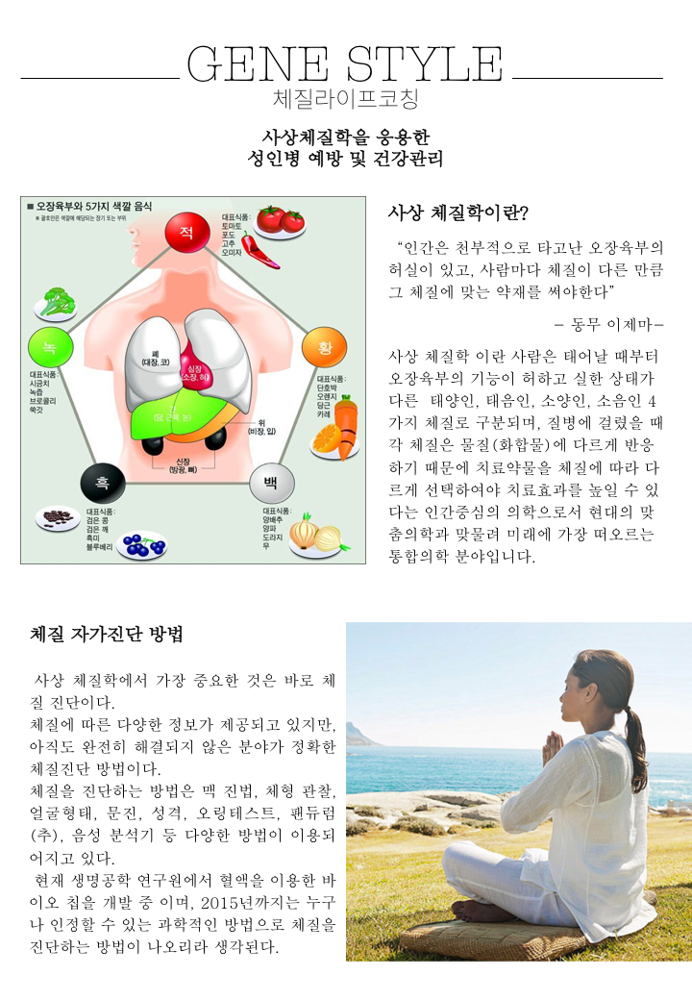 GENE STYLE
체질라이프코칭
사상체질학을 응용한
성인병 예방 및 건강관리
■ 오장육부와 5가지 색깔 음식
※ 괄호안은 색깔에 해당되는 장기 또는 부위
적
대표식품:
토마토
포도
고추
오미자
녹
대표식품:
시금치
녹즙
브로콜리
쑥갓
황
대표식품:
단호박
오렌지
당근
카레
폐
(대장, 코)
심장
(소장, 혀)
간
(담, 근육, 눈)
위
(비장, 입)
신장
(방광, 뼈)
흑
대표식품:
검은 콩
검은 깨
흑미
블루베리
백
대표식품:
양배추
양파
도라지
무
사상 체질학이란?
“인간은 천부적으로 타고난 오장육부의
허실이 있고, 사람마다 체질이 다른 만큼
그 체질에 맞는 약재를 써야한다”
- 동무 이제마-
사상 체질학 이란 사람은 태어날 때부터
오장육부의 기능이 허하고 실한 상태가
다른 태양인, 태음인, 소양인, 소음인 4
가지 체질로 구분되며, 질병에 걸렸을 때
각 체질은 물질(화합물)에 다르게 반응
하기 때문에 치료약물을 체질에 따라 다
르게 선택하여야 치료효과를 높일 수 있
다는 인간중심의 의학으로서 현대의 맞
춤의학과 맞물려 미래에 가장 떠오르는
통합의학 분야입니다.
체질 자가진단 방법
사상 체질학에서 가장 중요한 것은 바로 체
질 진단이다.
체질에 따른 다양한 정보가 제공되고 있지만,
아직도 완전히 해결되지 않은 분야가 정확한
체질진단 방법이다.
체질을 진단하는 방법은 맥 진법, 체형 관찰,
얼굴형태, 문진, 성격, 오링테스트, 팬듀럼
(추), 음성 분석기 등 다양한 방법이 이용되
어지고 있다.
현재 생명공학 연구원에서 혈액을 이용한 바
이오 칩을 개발 중 이며, 2015년까지는 누구
나 인정할 수 있는 과학적인 방법으로 체질을
진단하는 방법이 나오리라 생각된다.